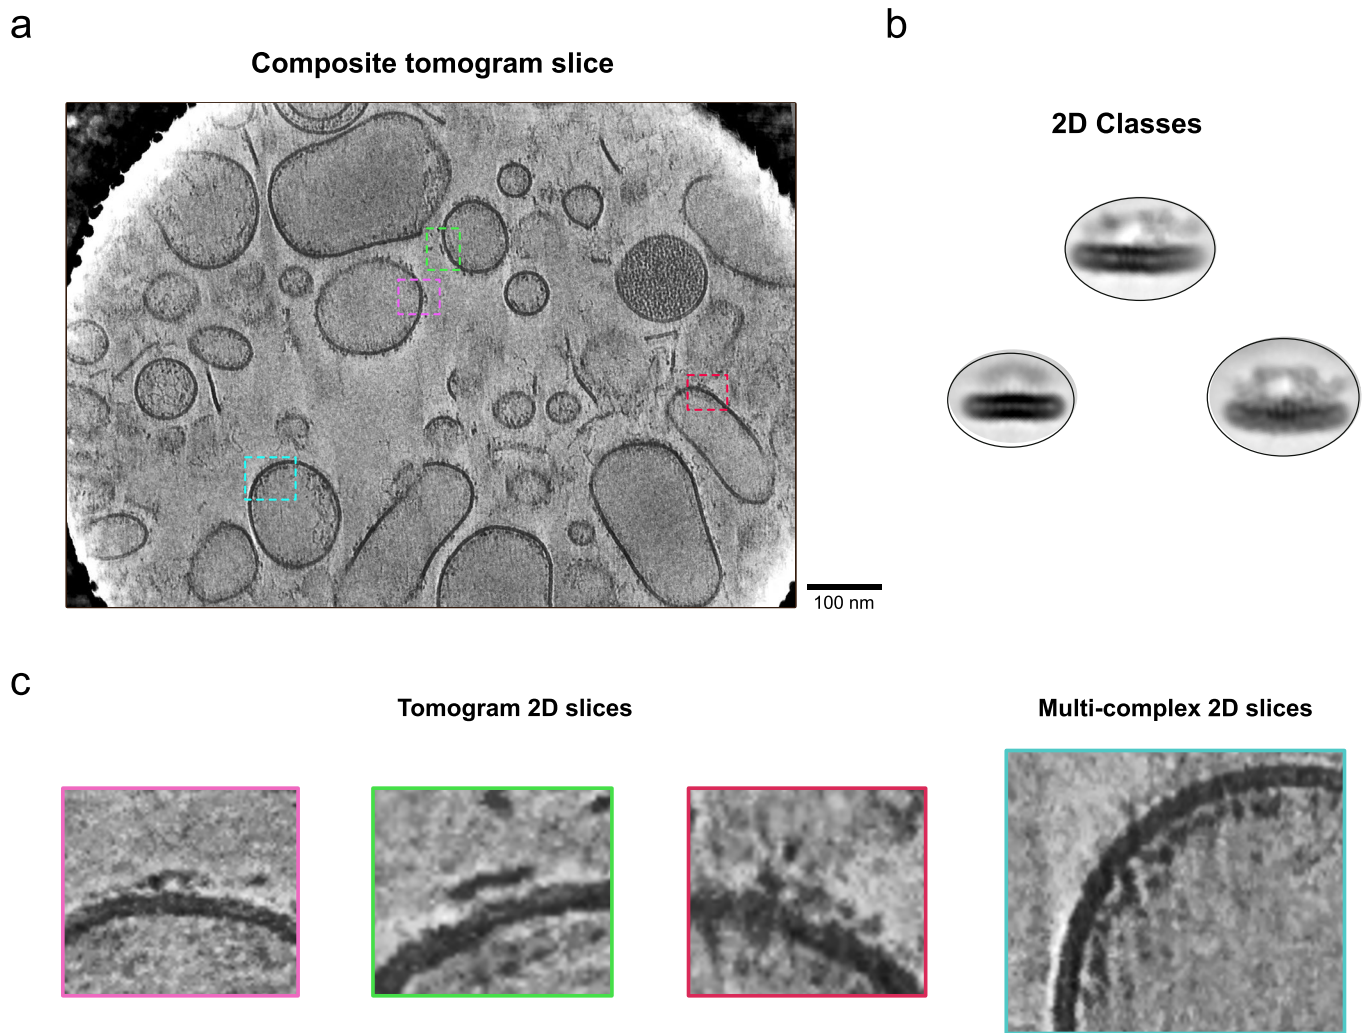 a
b
Composite tomogram slice
2D Classes
100 nm
c
Tomogram 2D slices
Multi-complex 2D slices